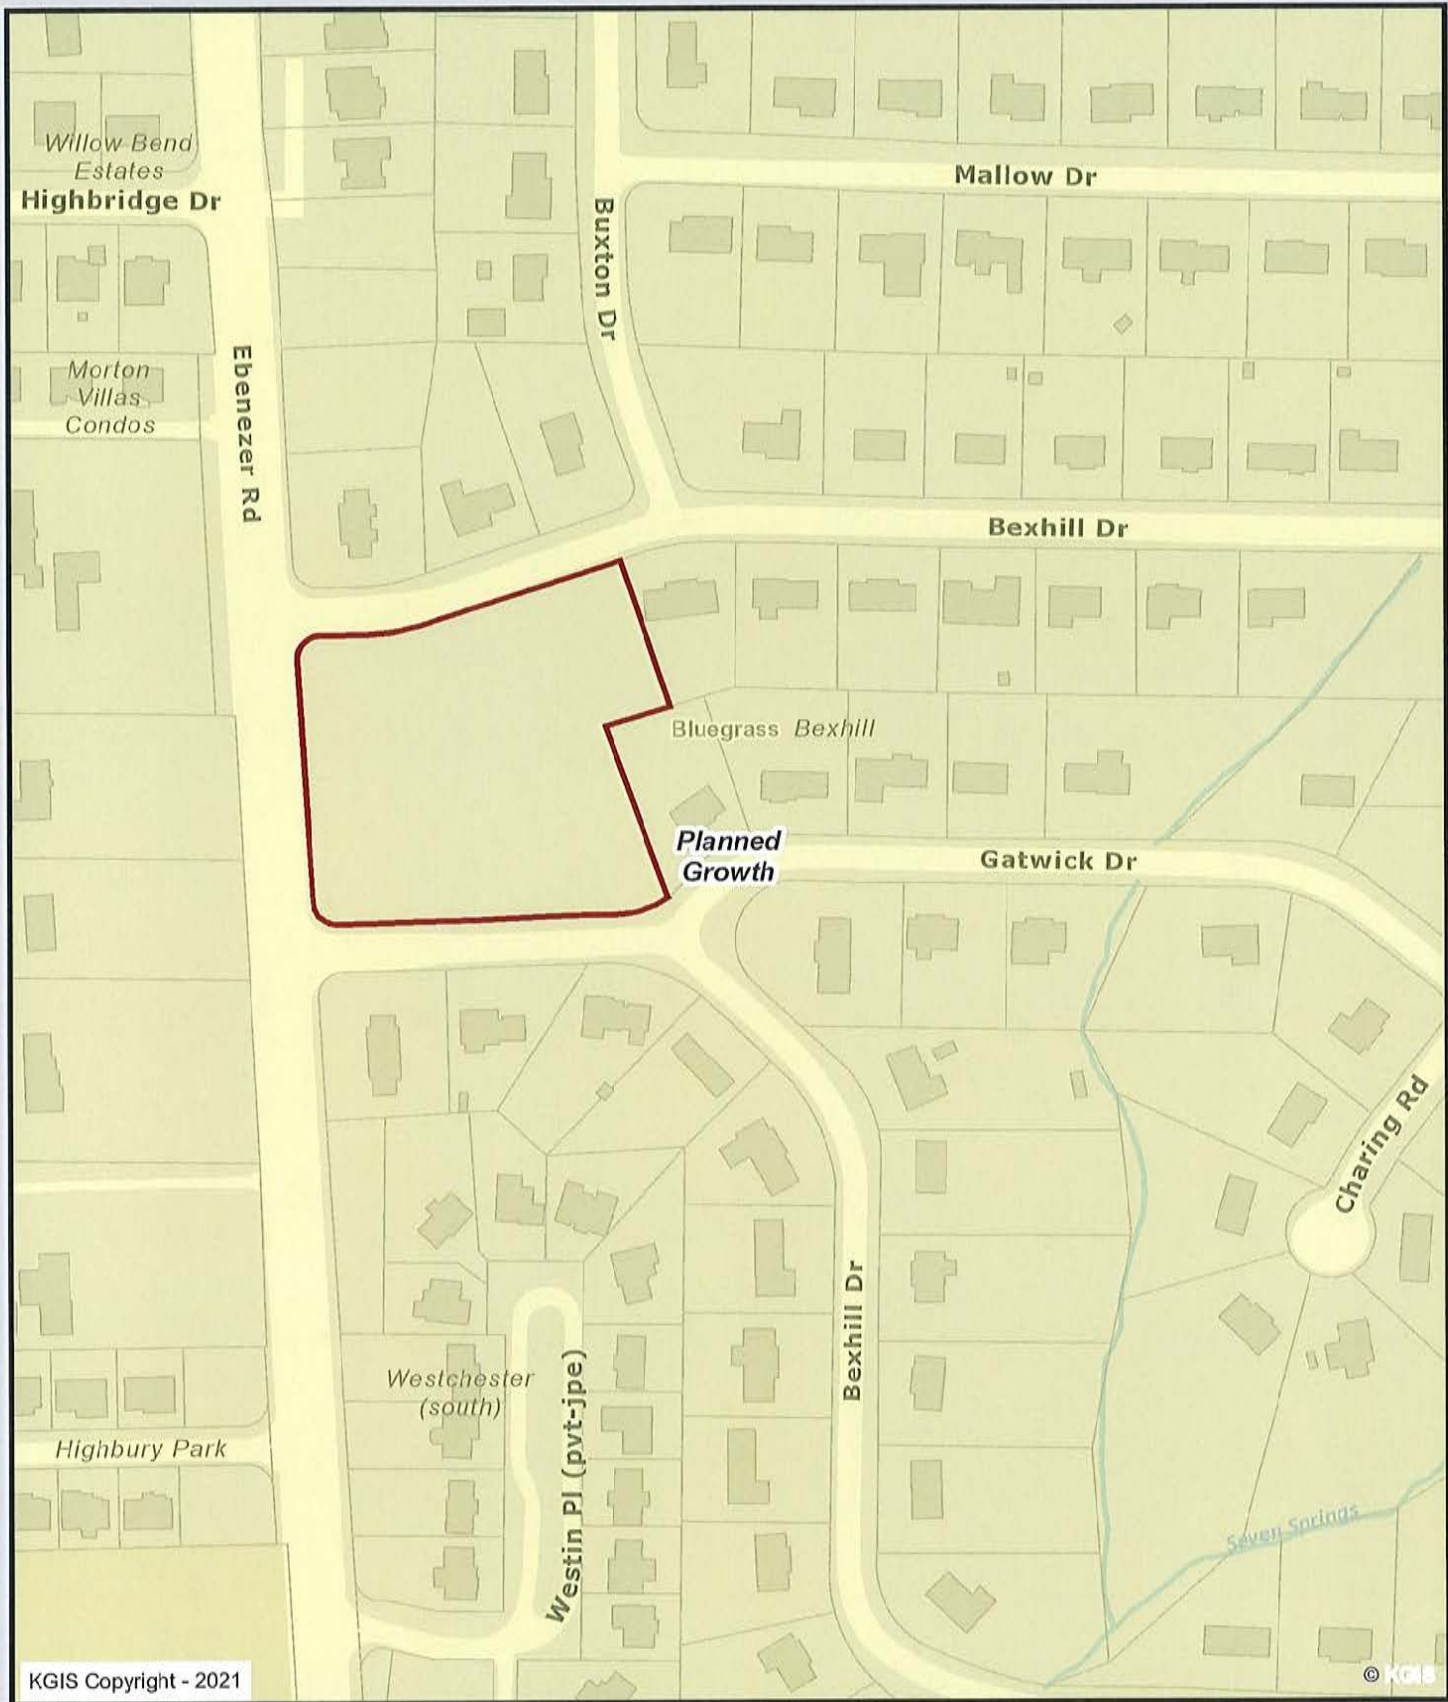 Willow Bend
Estates
Highbridge Dr
Mallow Dr
Buxton Dr
Ebenezer Rd
Morton
Villas
Condos
Bexhill Dr
Bluegrass Bexhill
Planned
Growth
Gatwick Dr
Charing Rd
Bexhill Dr
Westchester
(south)
Westin Pl (pvt-jpe)
Highbury Park
Seven Springs
KGIS Copyright - 2021
© KGIS